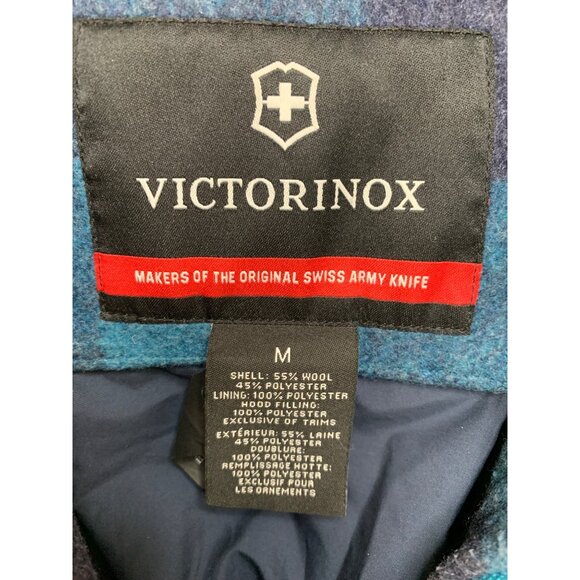 VICTORINOX
MAKERS OF THE ORIGINAL SWISS ARMY KNIFE
M
SHELL: 55% WOOL
45% POLYESTER
LINING: 100% POLYESTER
HOOD FILLING:
100% POLYESTER
EXCLUSIVE OF TRIMS
EXTÉRIEUR: 55% LAINE
45% POLYESTER
DOUBLURE:
100% POLYESTER
REMPLISSAGE HOTTE:
100% POLYESTER
EXCLUSIF POUR
LES ORNEMENTS